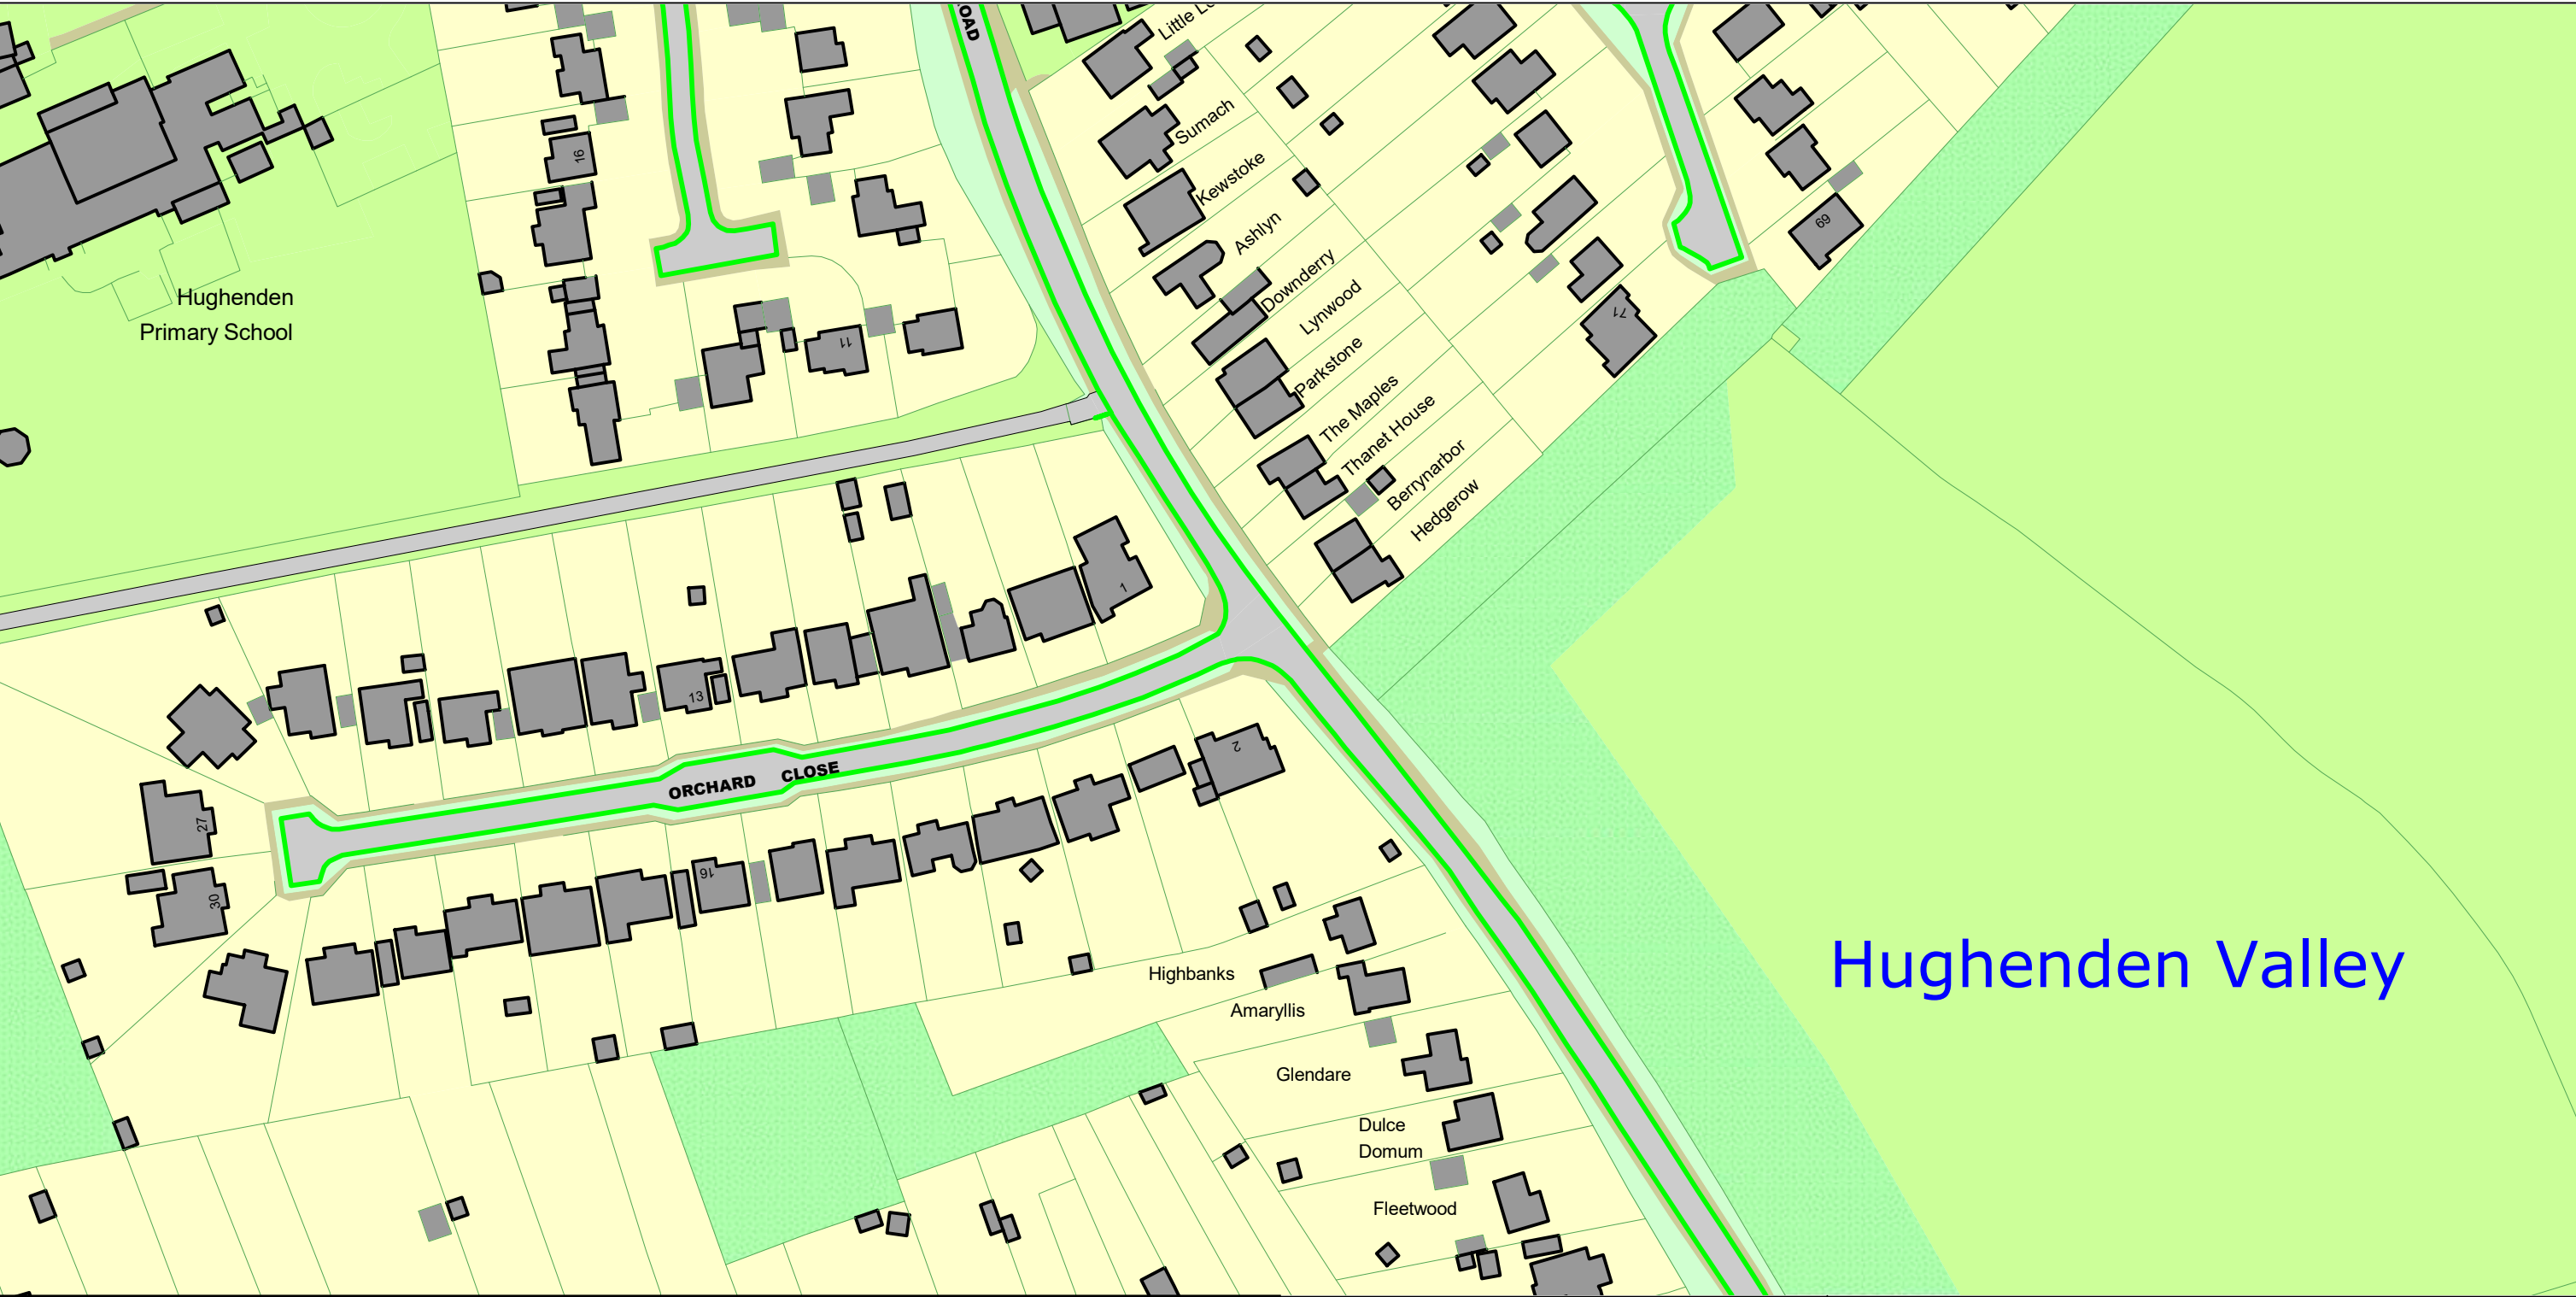 OAD
Little Lo
Sumach
16
Kewstoke
69
Ashlyn
Downderry
Hughenden
Primary School
Lynwood
71
11
Parkstone
The Maples
Thanet House
Berrynarbor
Hedgerow
1
13
2
ORCHARD CLOSE
27
16
30
Highbanks
Hughenden Valley
Amaryllis
Glendare
Dulce
Domum
Fleetwood